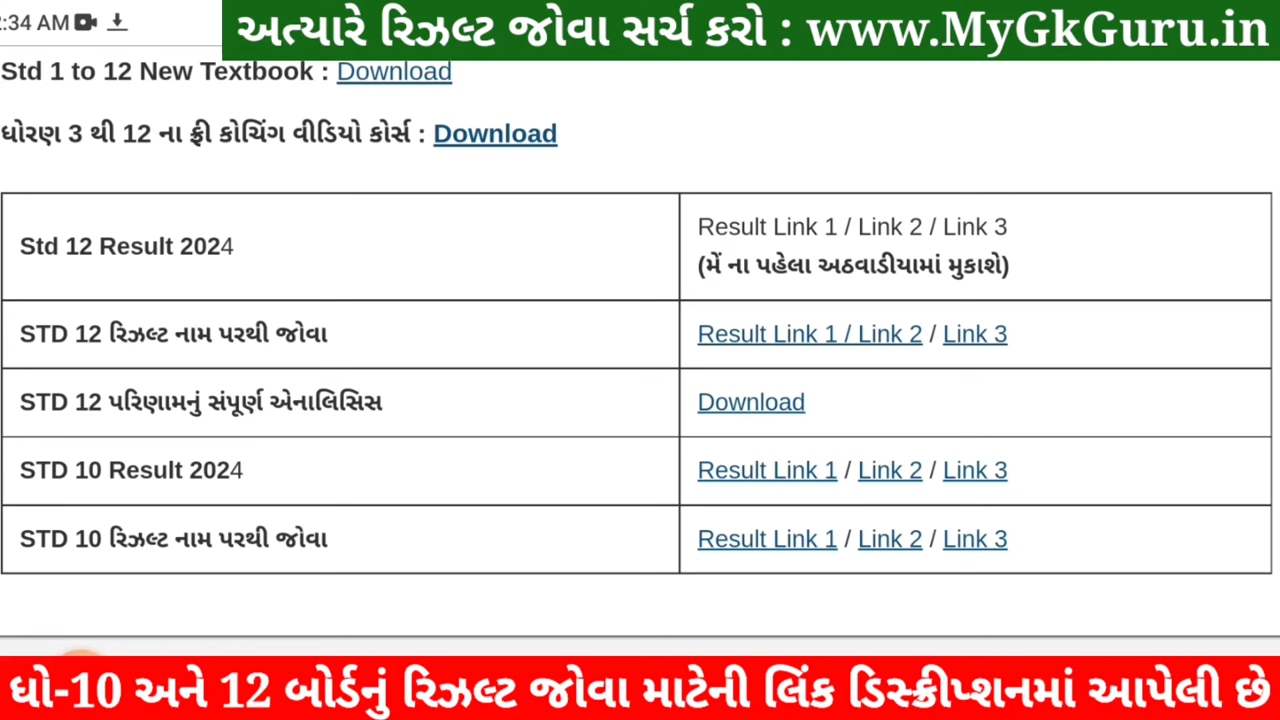 :34 AM
અત્યારે રિઝલ્ટ જોવા સર્ચ કરો : www.MyGkGuru.in
Std 1 to 12 New Textbook : Download
ધોરણ 3 થી 12 ના ફ્રી કોચિંગ વીડિયો કોર્સ : Download
Std 12 Result 2024
Result Link 1 / Link 2 / Link 3
(મેં ના પહેલા અઠવાડીયામાં મુકાશે)
STD 12 રિઝલ્ટ નામ પરથી જોવા
Result Link 1 / Link 2 / Link 3
STD 12 પરિણામનું સંપૂર્ણ એનાલિસિસ
Download
STD 10 Result 2024
Result Link 1 / Link 2 / Link 3
STD 10 રિઝલ્ટ નામ પરથી જોવા
Result Link 1 / Link 2 / Link 3
ધો-10 અને 12 બોર્ડનું રિઝલ્ટ જોવા માટેની લિંક ડિસ્ક્રીપ્શનમાં આપેલી છે